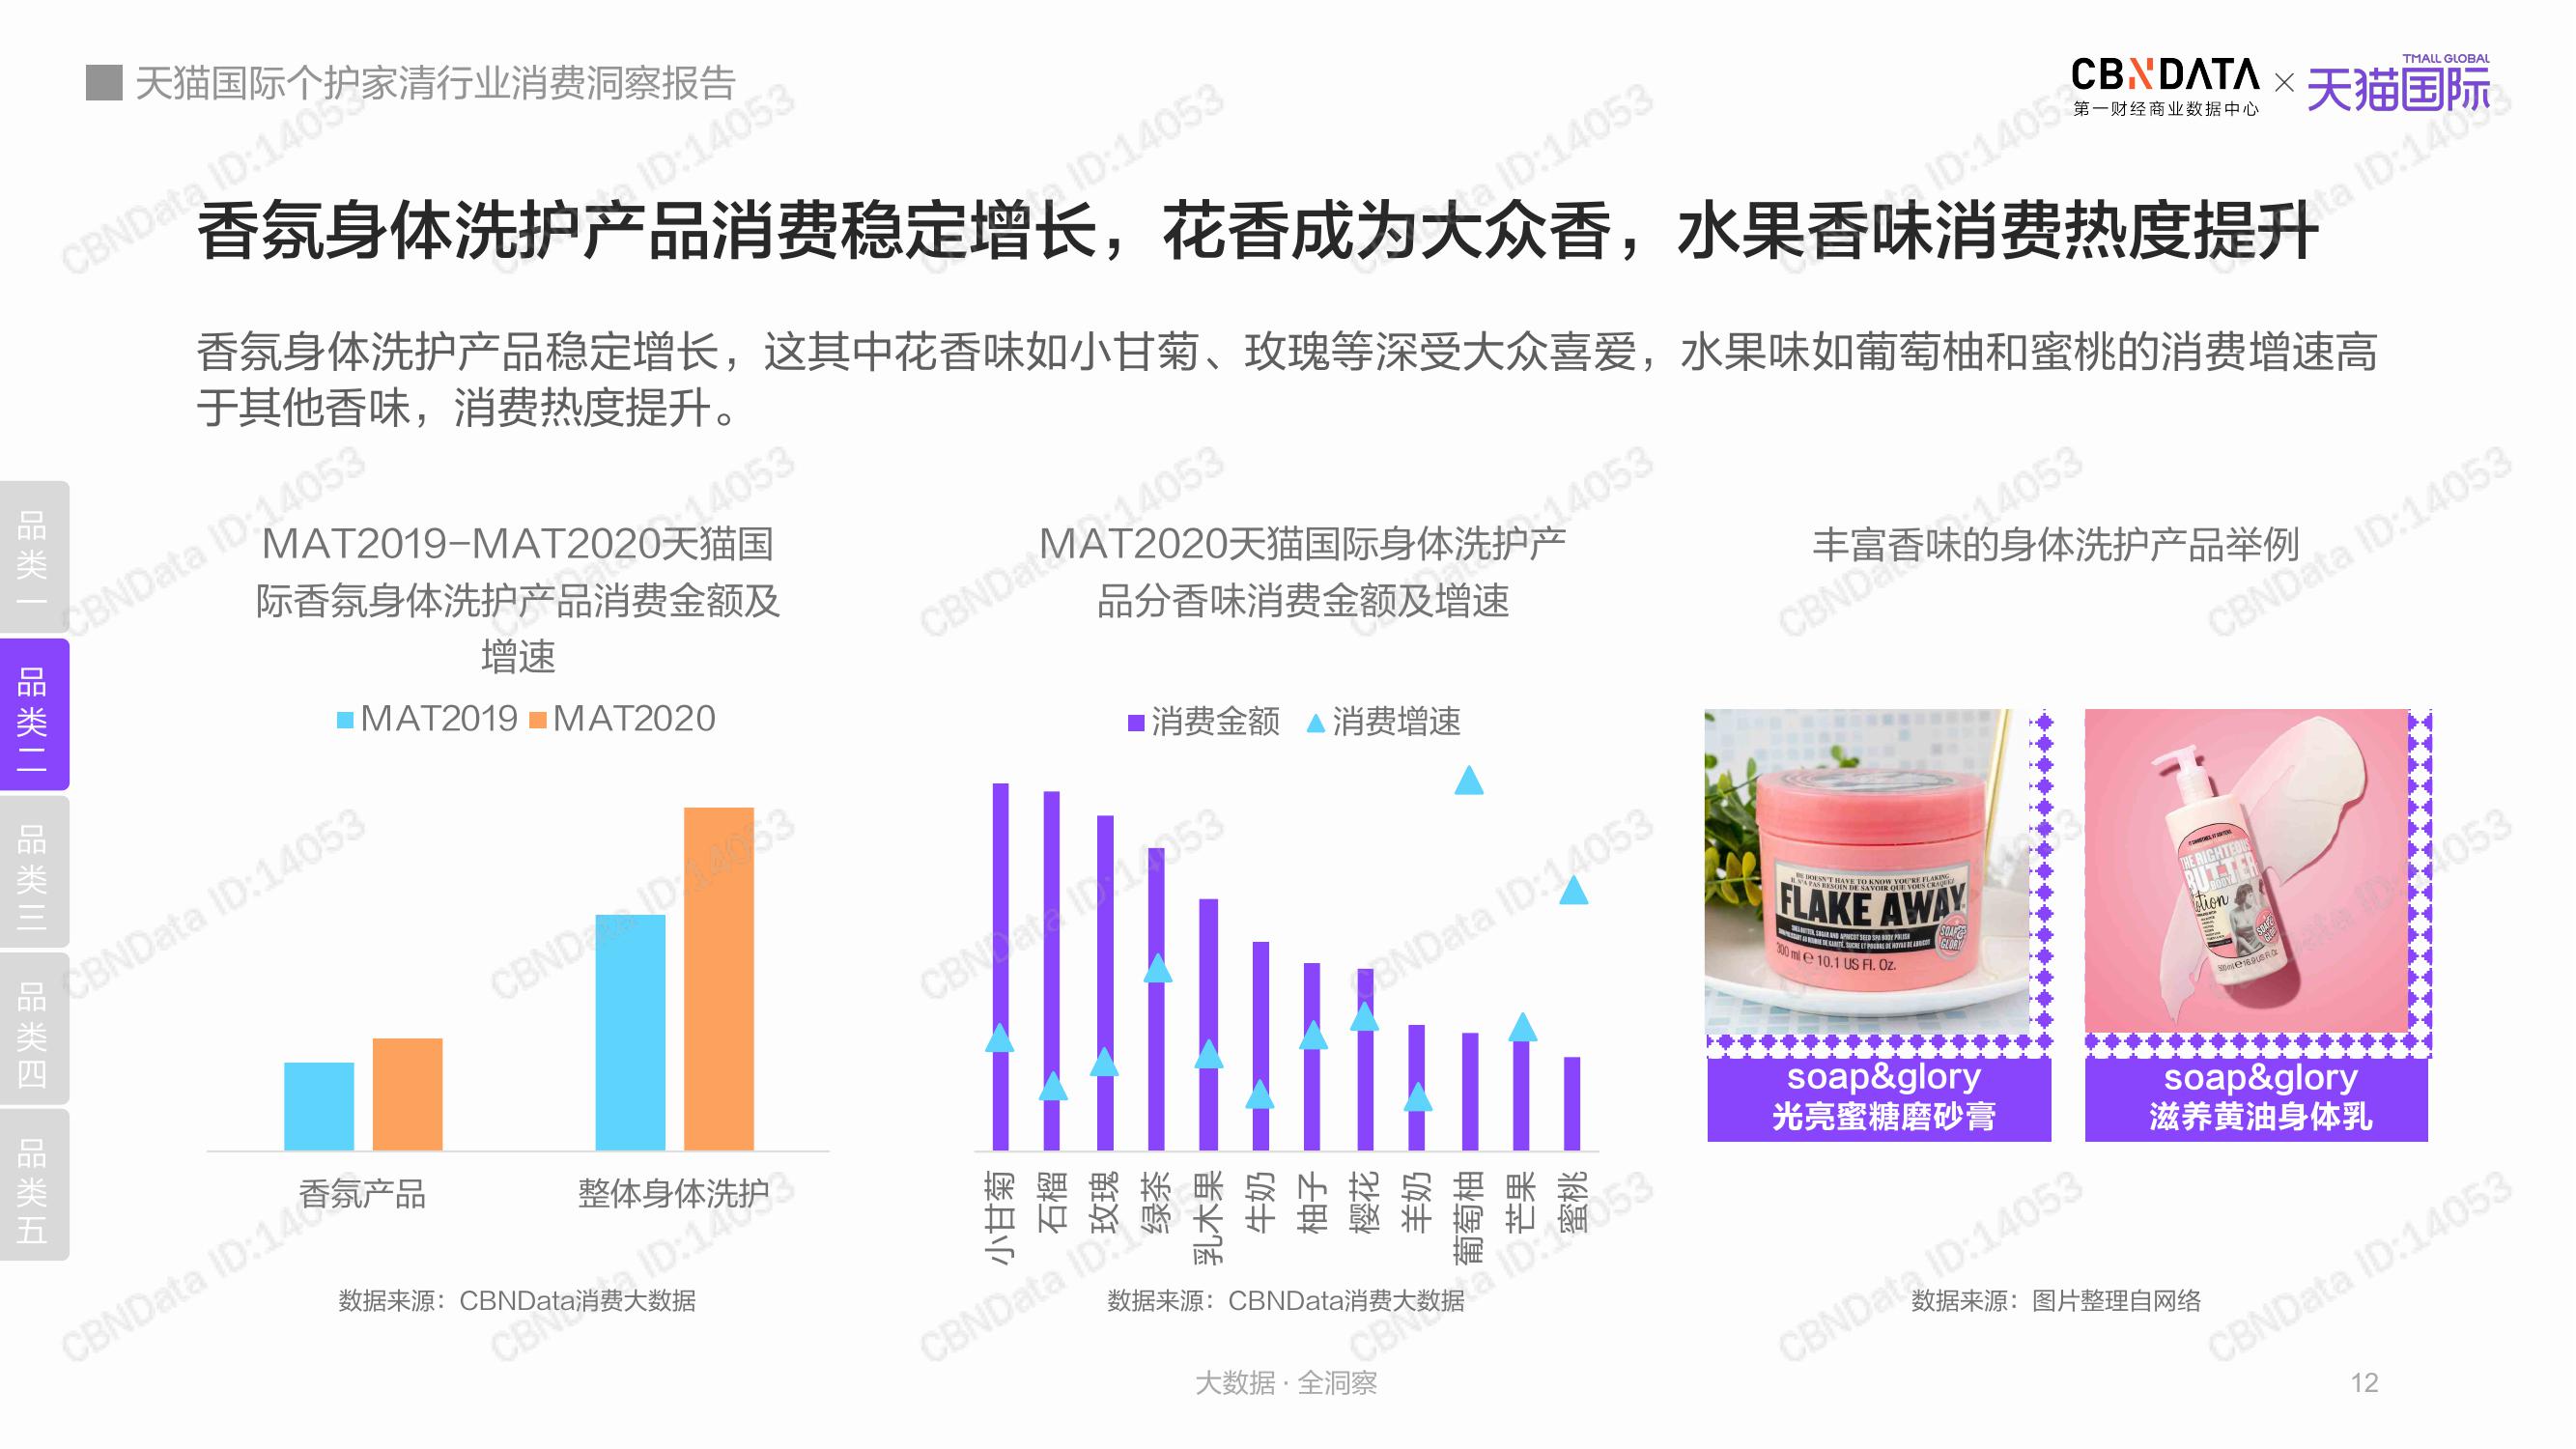 天猫国际个护家清行业消费洞察报告
CBNDATA
第一财经商业数据中心
×
TMALL GLOBAL
天猫国际
香氛身体洗护产品消费稳定增长，花香成为大众香，水果香味消费热度提升
香氛身体洗护产品稳定增长，这其中花香味如小甘菊、玫瑰等深受大众喜爱，水果味如葡萄柚和蜜桃的消费增速高
于其他香味，消费热度提升。
品类一
品类二
品类三
品类四
品类五
MAT2019-MAT2020天猫国
际香氛身体洗护产品消费金额及
增速
MAT2019 MAT2020
香氛产品 整体身体洗护
数据来源：CBNData消费大数据
MAT2020天猫国际身体洗护产
品分香味消费金额及增速
消费金额 消费增速
小甘菊
石榴
玫瑰
绿茶
乳木果
牛奶
柚子
樱花
羊奶
葡萄柚
芒果
蜜桃
数据来源：CBNData消费大数据
丰富香味的身体洗护产品举例
HE DOESN'T HAVE TO KNOW YOU'RE FLAKING
FLAKE AWAY
SOAP & GLORY
300 ml e 10.1 US Fl. Oz.
soap&glory
光亮蜜糖磨砂膏
THE RIGHTEOUS
BUTTER
BODY
lotion
soap&glory
滋养黄油身体乳
数据来源：图片整理自网络
大数据·全洞察
12
CBNData ID:14053